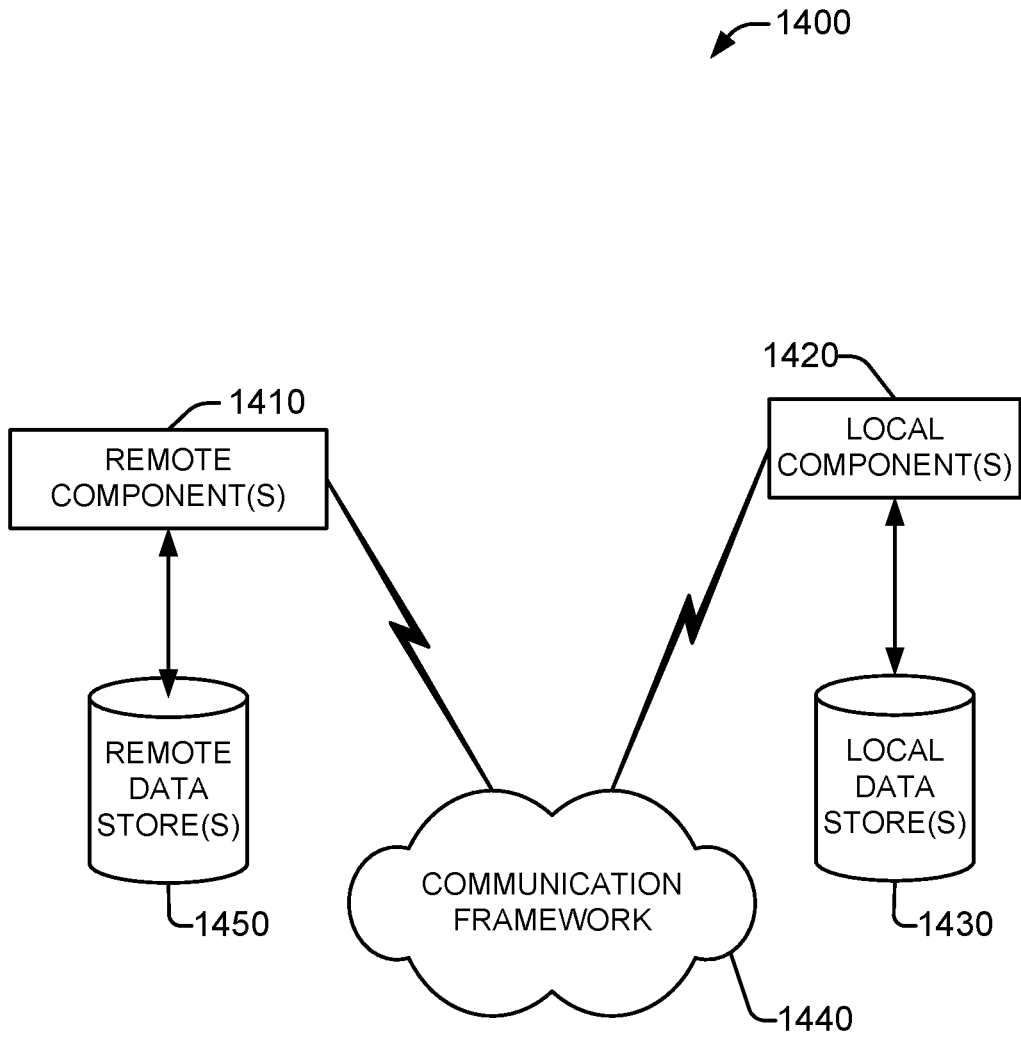 1400
1420
1410
LOCAL
COMPONENT(S)
REMOTE
COMPONENT(S)
REMOTE
DATA
STORE(S)
LOCAL
DATA
STORE(S)
COMMUNICATION
FRAMEWORK
1450
1430
1440